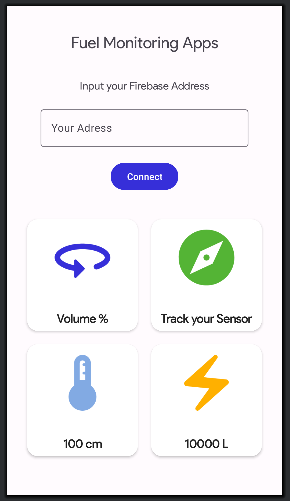 Fuel Monitoring Apps
Input your Firebase Address
Your Adress
Connect
Volume %
Track your Sensor
100 cm
10000 L